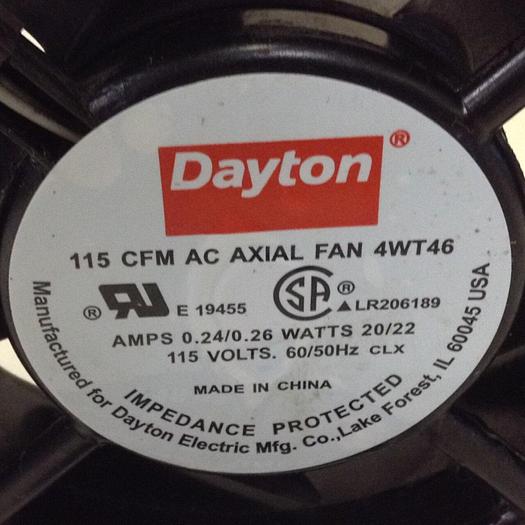 Dayton®
115 CFM AC AXIAL FAN 4WT46
® RU E 19455 SA ® ▲LR206189
AMPS 0.24/0.26 WATTS 20/22
115 VOLTS. 60/50Hz CLX
MADE IN CHINA
IMPEDANCE PROTECTED
Manufactured for Dayton Electric Mfg. Co., Lake Forest, IL 60045 USA